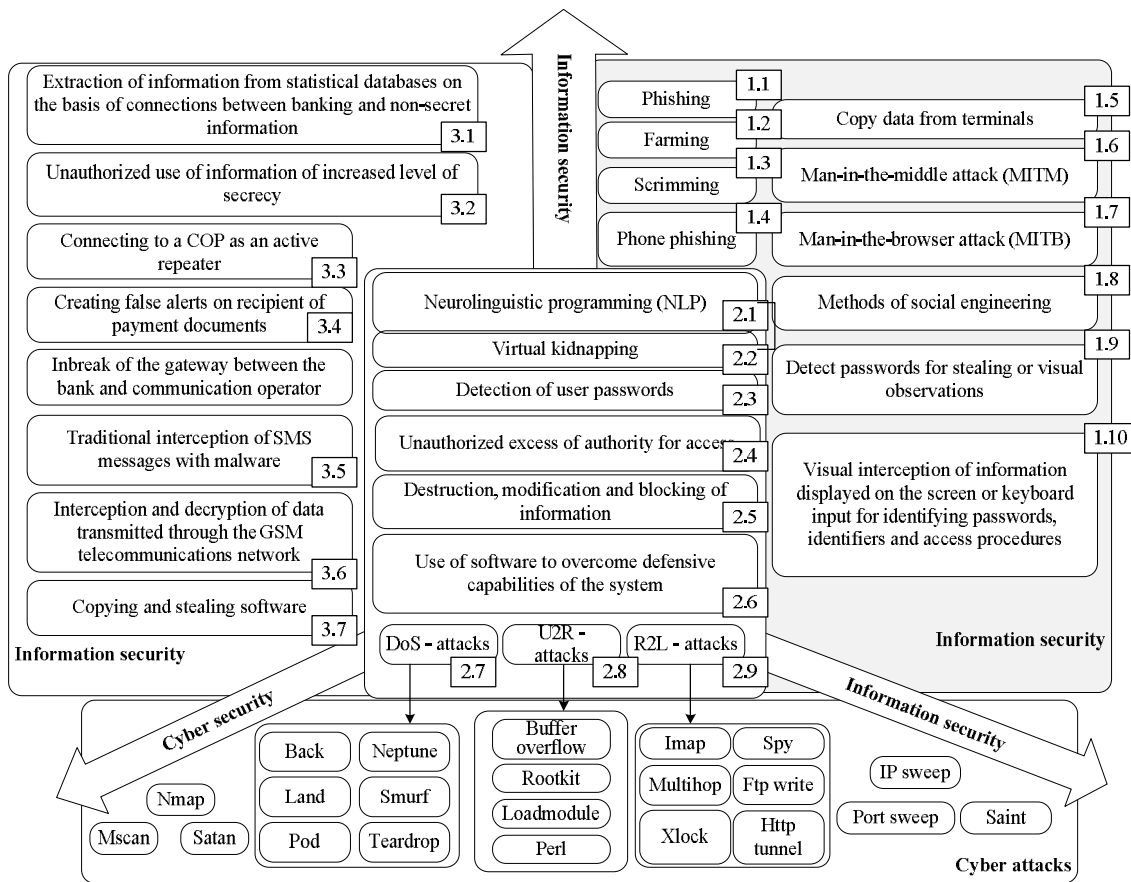 Information security
Extraction of information from statistical databases on
the basis of connections between banking and non-secret
information
3.1
Unauthorized use of information of increased level of
secrecy
3.2
Connecting to a COP as an active
repeater
3.3
Creating false alerts on recipient of
payment documents
3.4
Inbreak of the gateway between the
bank and communication operator
Traditional interception of SMS
messages with malware
3.5
Interception and decryption of data
transmitted through the GSM
telecommunications network
3.6
Copying and stealing software
3.7
Information security
Phishing
1.1
Farming
1.2
Scrimming
1.3
Phone phishing
1.4
Copy data from terminals
1.5
Man-in-the-middle attack (MITM)
1.6
Man-in-the-browser attack (MITB)
1.7
Methods of social engineering
1.8
Detect passwords for stealing or visual
observations
1.9
Visual interception of information
displayed on the screen or keyboard
input for identifying passwords,
identifiers and access procedures
1.10
Information security
Neurolinguistic programming (NLP)
2.1
Virtual kidnapping
2.2
Detection of user passwords
2.3
Unauthorized excess of authority for access
2.4
Destruction, modification and blocking of
information
2.5
Use of software to overcome defensive
capabilities of the system
2.6
DoS - attacks
2.7
U2R -
attacks
2.8
R2L - attacks
2.9
Cyber security
Information security
Nmap
Mscan
Satan
Back
Neptune
Land
Smurf
Pod
Teardrop
Buffer
overflow
Rootkit
Loadmodule
Perl
Imap
Spy
Multihop
Ftp write
Xlock
Http
tunnel
IP sweep
Port sweep
Saint
Cyber attacks